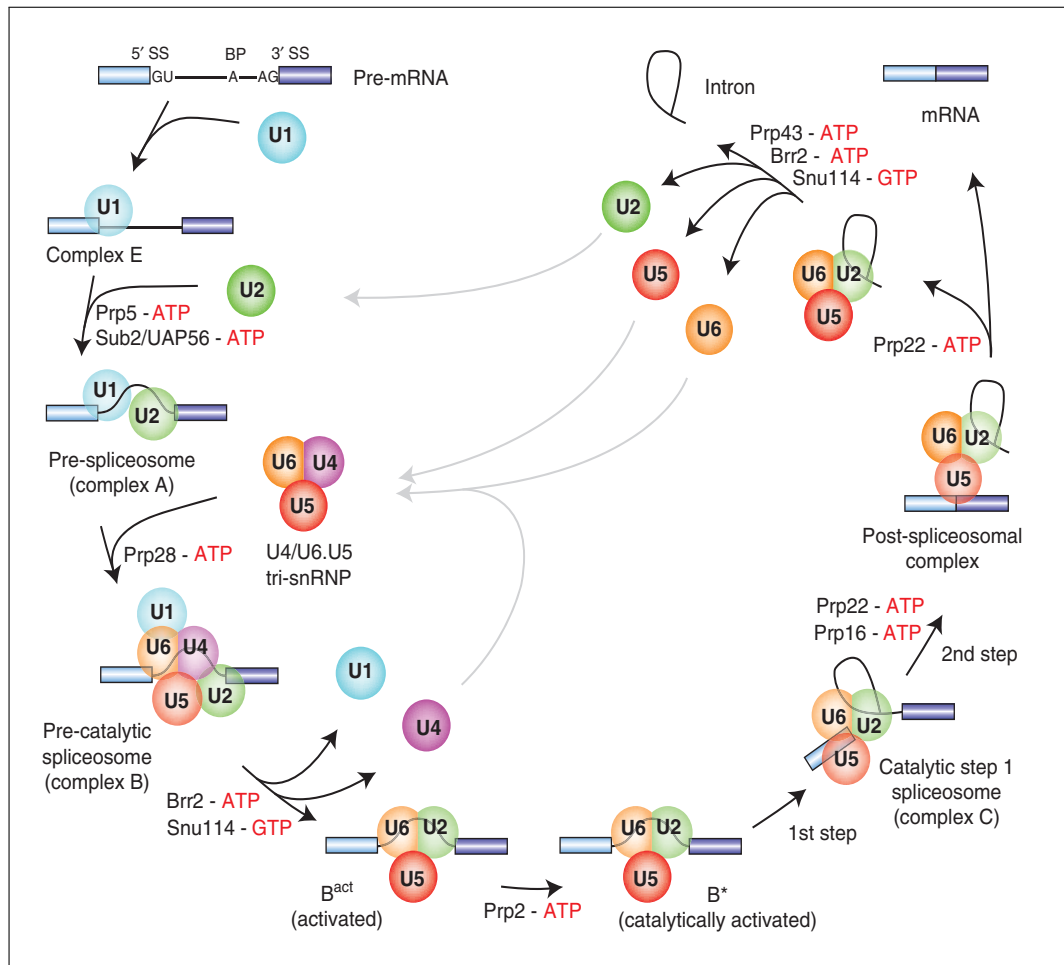 5′ SS
BP
3′ SS
GU
A
AG
Pre-mRNA
U1
U1
Complex E
U2
Prp5 - ATP
Sub2/UAP56 - ATP
U1
U2
Pre-spliceosome
(complex A)
U6
U4
U5
U4/U6.U5
tri-snRNP
Prp28 - ATP
U1
U6
U4
U5
U2
Pre-catalytic
spliceosome
(complex B)
U1
U4
Brr2 - ATP
Snu114 - GTP
U6
U2
U5
Bact
(activated)
Prp2 - ATP
U6
U2
U5
B*
(catalytically activated)
1st step
U6
U2
U5
Catalytic step 1
spliceosome
(complex C)
Prp22 - ATP
Prp16 - ATP
2nd step
U6
U2
U5
Post-spliceosomal
complex
Prp22 - ATP
mRNA
U6
U2
U5
Intron
Prp43 - ATP
Brr2 - ATP
Snu114 - GTP
U2
U5
U6